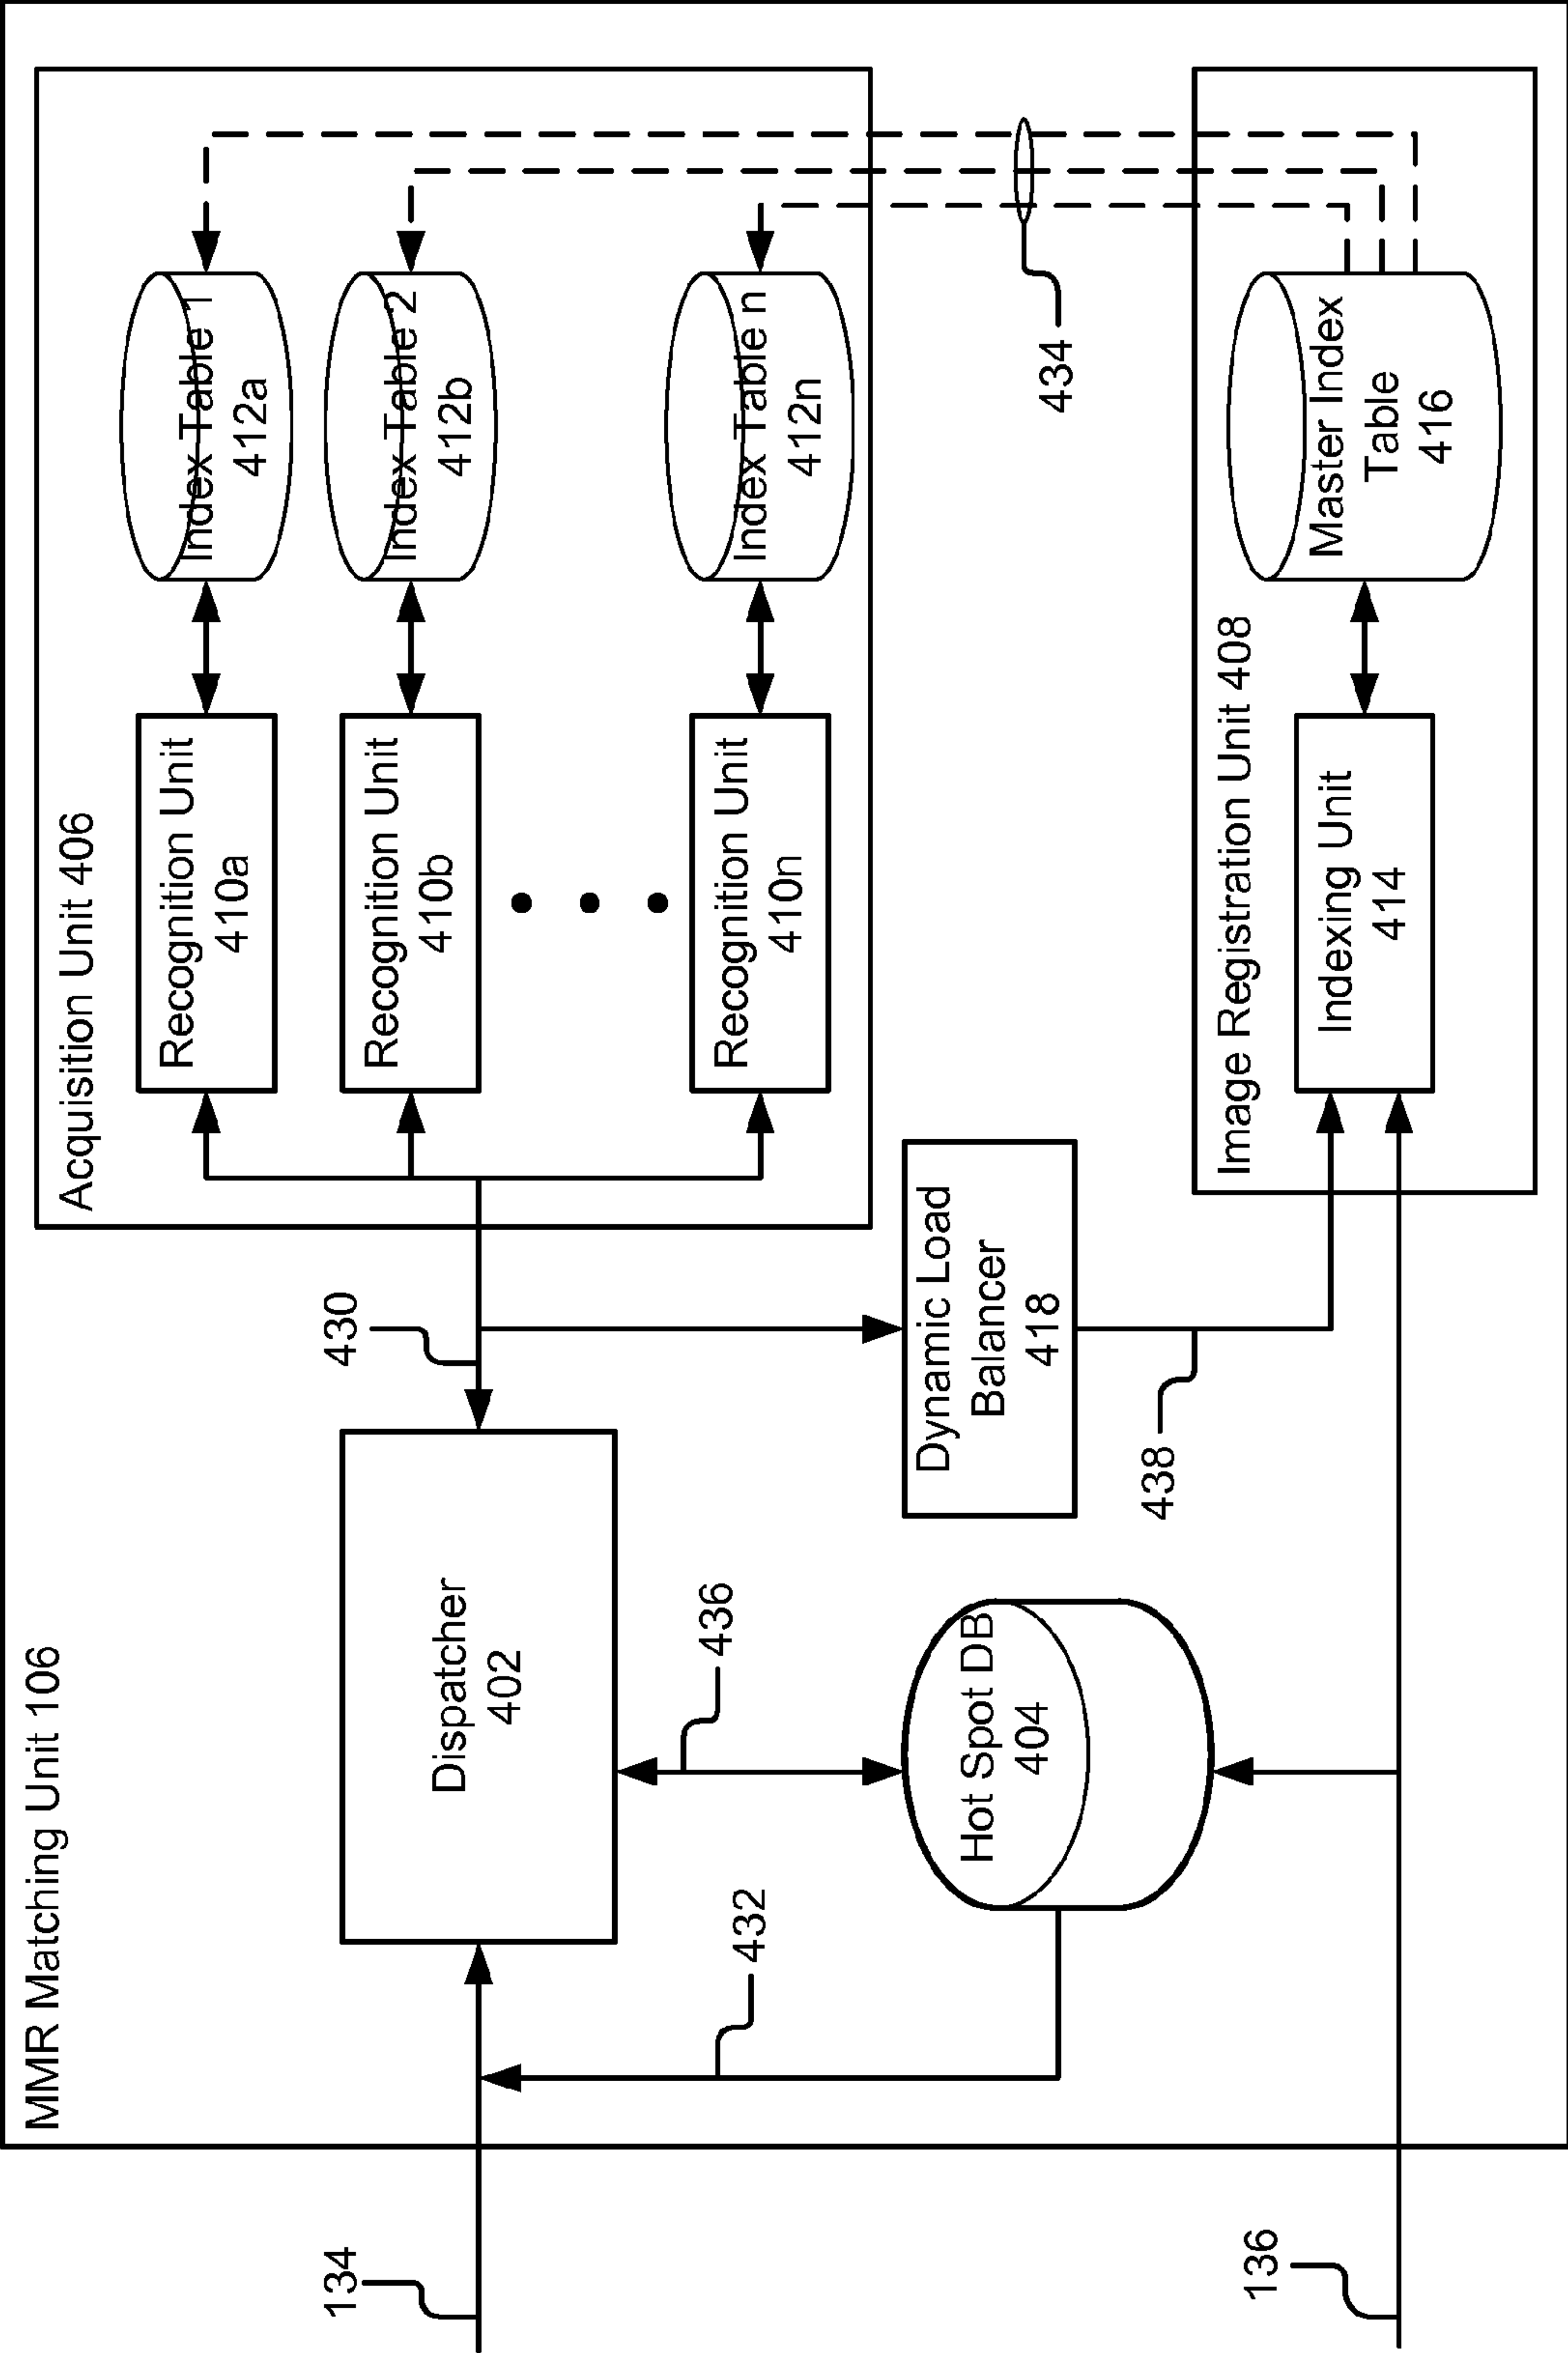 MMR Matching Unit 106
134
432
Dispatcher
402
436
Hot Spot DB
404
430
Dynamic Load
Balancer
418
438
136
Acquisition Unit 406
Recognition Unit
410a
Index Table 1
412a
Recognition Unit
410b
Index Table 2
412b
Recognition Unit
410n
Index Table n
412n
434
Image Registration Unit 408
Indexing Unit
414
Master Index
Table
416